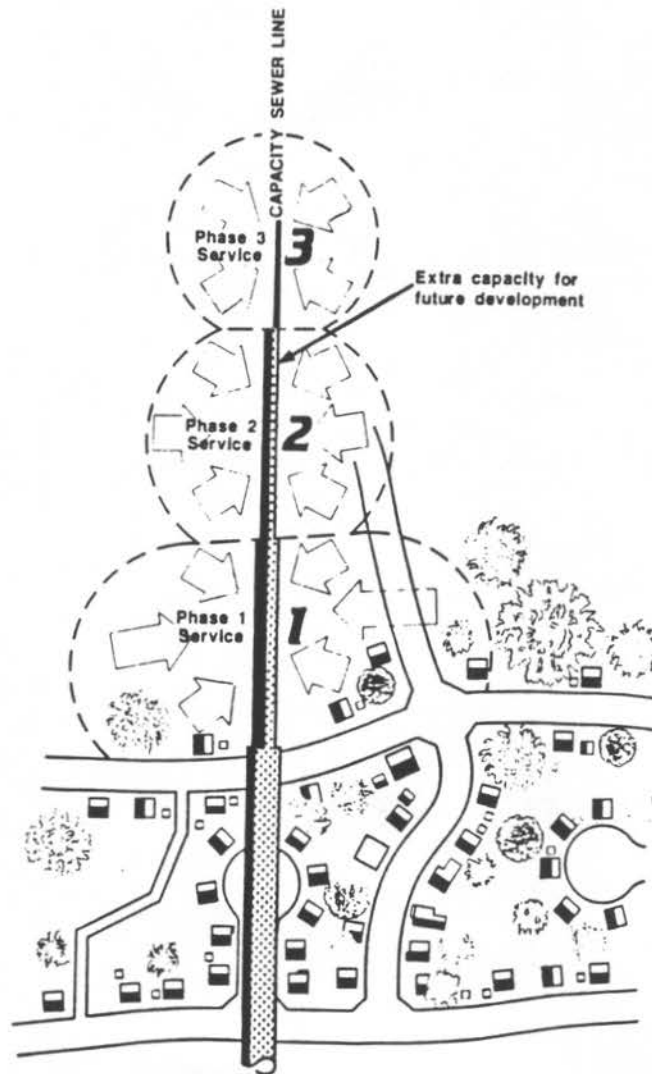 CAPACITY SEWER LINE
Phase 3
Service
3
Extra capacity for
future development
Phase 2
Service
2
Phase 1
Service
1